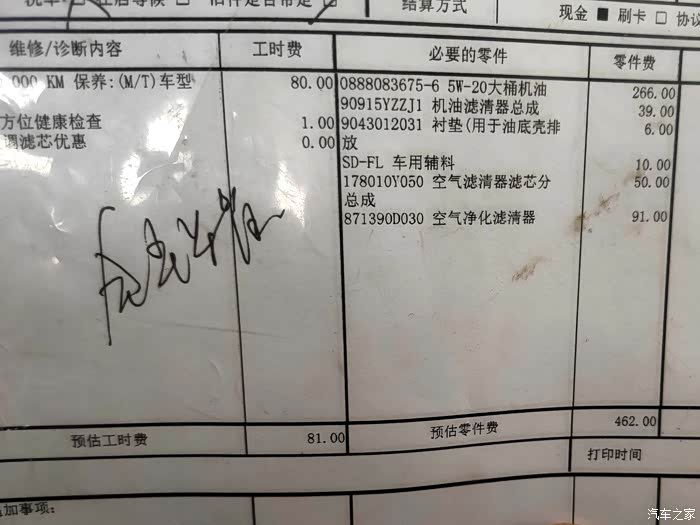 结算方式
现金 ■ 刷卡 □ 协议
维修/诊断内容 工时费 必要的零件 零件费
000 KM 保养:(M/T)车型 80.00 0888083675-6 5W-20大桶机油 266.00
90915YZZJ1 机油滤清器总成 39.00
方位健康检查 1.00 9043012031 衬垫(用于油底壳排 6.00
调滤芯优惠 0.00 放
SD-FL 车用辅料 10.00
178010Y050 空气滤清器滤芯分 50.00
总成
871390D030 空气净化滤清器 91.00
预估工时费 81.00 预估零件费 462.00
打印时间
加事项:
汽车之家